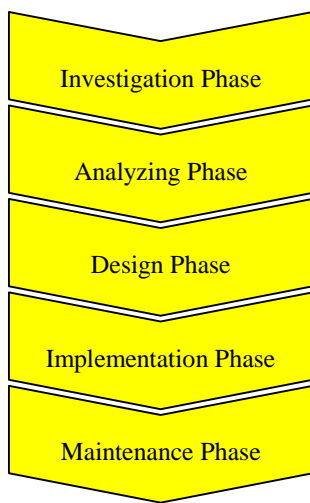 Investigation Phase
Analyzing Phase
Design Phase
Implementation Phase
Maintenance Phase